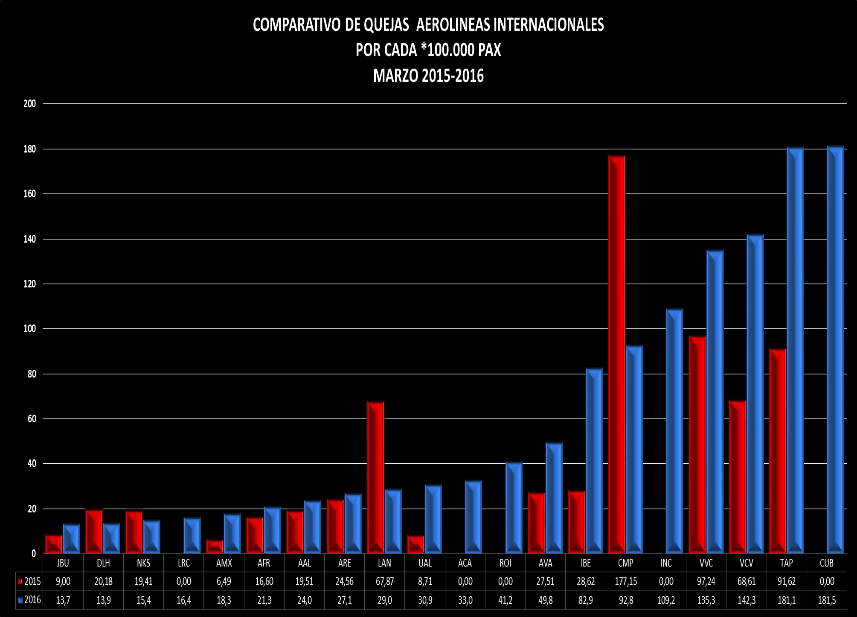 COMPARATIVO DE QUEJAS AEROLINEAS INTERNACIONALES
POR CADA *100.000 PAX
MARZO 2015-2016
200
180
160
140
120
100
80
60
40
20
0
JBU DLH NKS LRC AMX AFR AAL ARE LAN UAL ACA ROI AVA IBE CMP INC VVC VCV TAP CUB
2015 9,00 20,18 19,41 0,00 6,49 16,60 19,51 24,56 67,87 8,71 0,00 0,00 27,51 28,62 177,15 0,00 97,24 68,61 91,62 0,00
2016 13,7 13,9 15,4 16,4 18,3 21,3 24,0 27,1 29,0 30,9 33,0 41,2 49,8 82,9 92,8 109,2 135,3 142,3 181,1 181,5